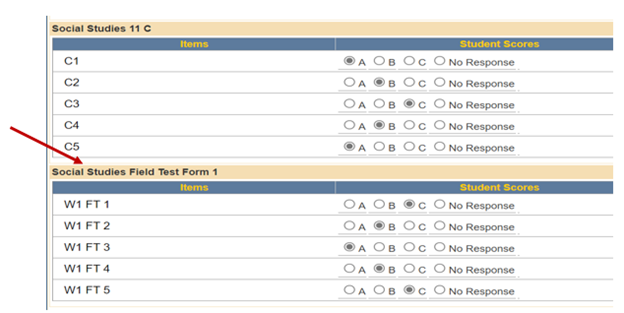 Social Studies 11 C
Items Student Scores
C1 A B C No Response
C2 A B C No Response
C3 A B C No Response
C4 A B C No Response
C5 A B C No Response
Social Studies Field Test Form 1
Items Student Scores
W1 FT 1 A B C No Response
W1 FT 2 A B C No Response
W1 FT 3 A B C No Response
W1 FT 4 A B C No Response
W1 FT 5 A B C No Response